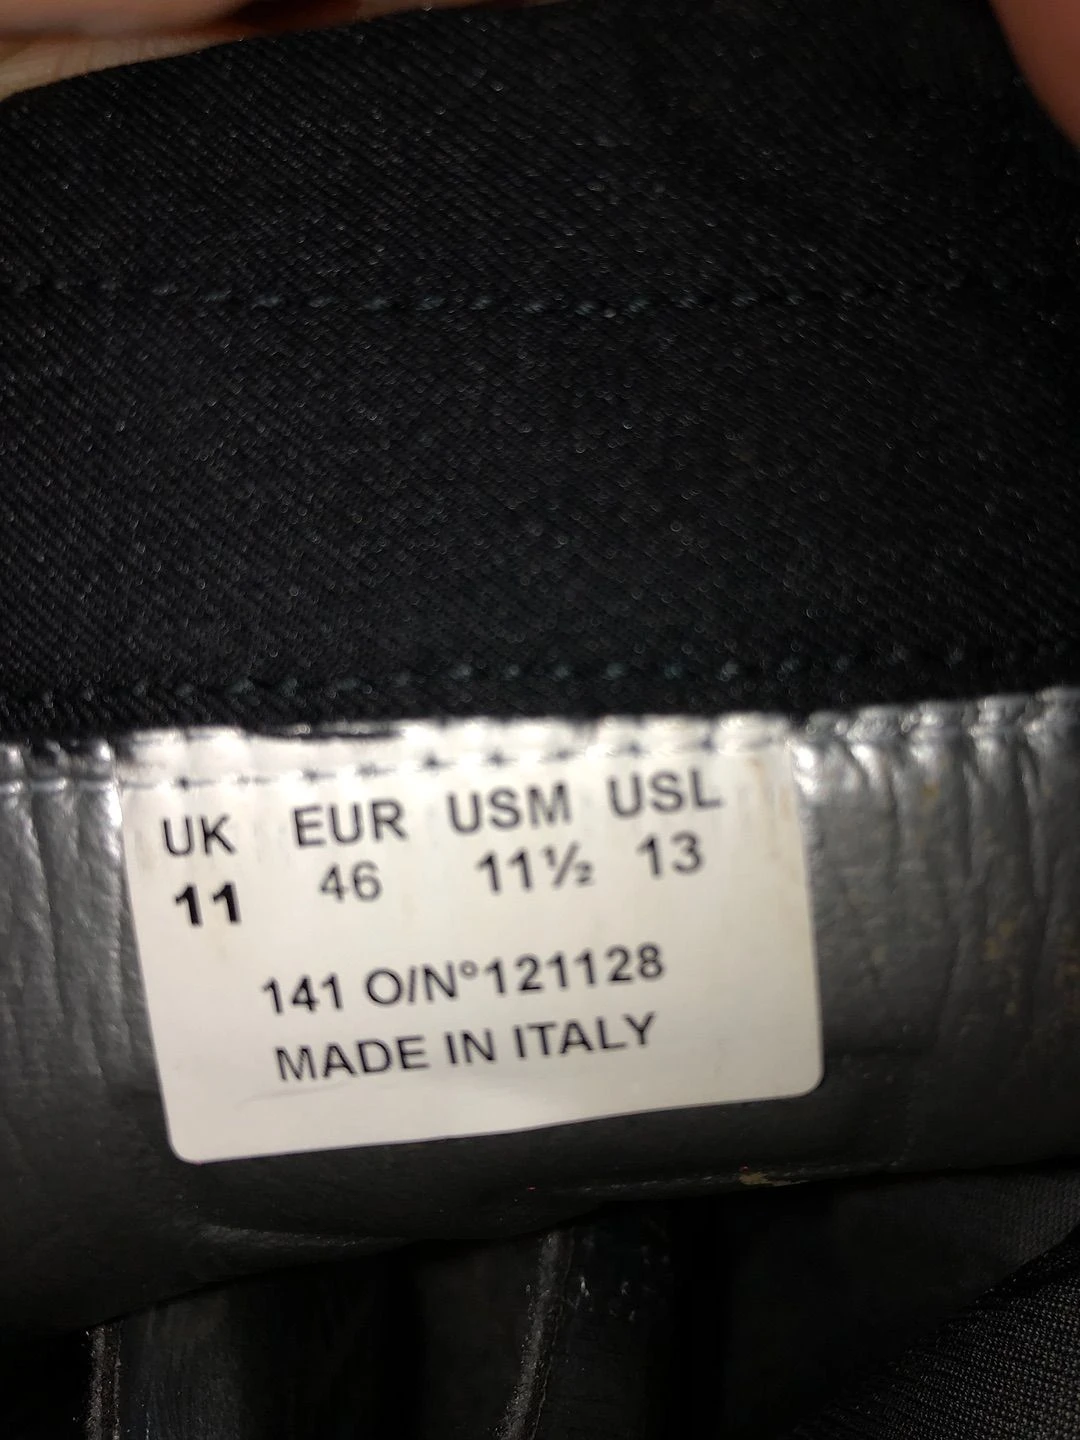 UK EUR USM USL
11 46 11½ 13
141 O/N°121128
MADE IN ITALY